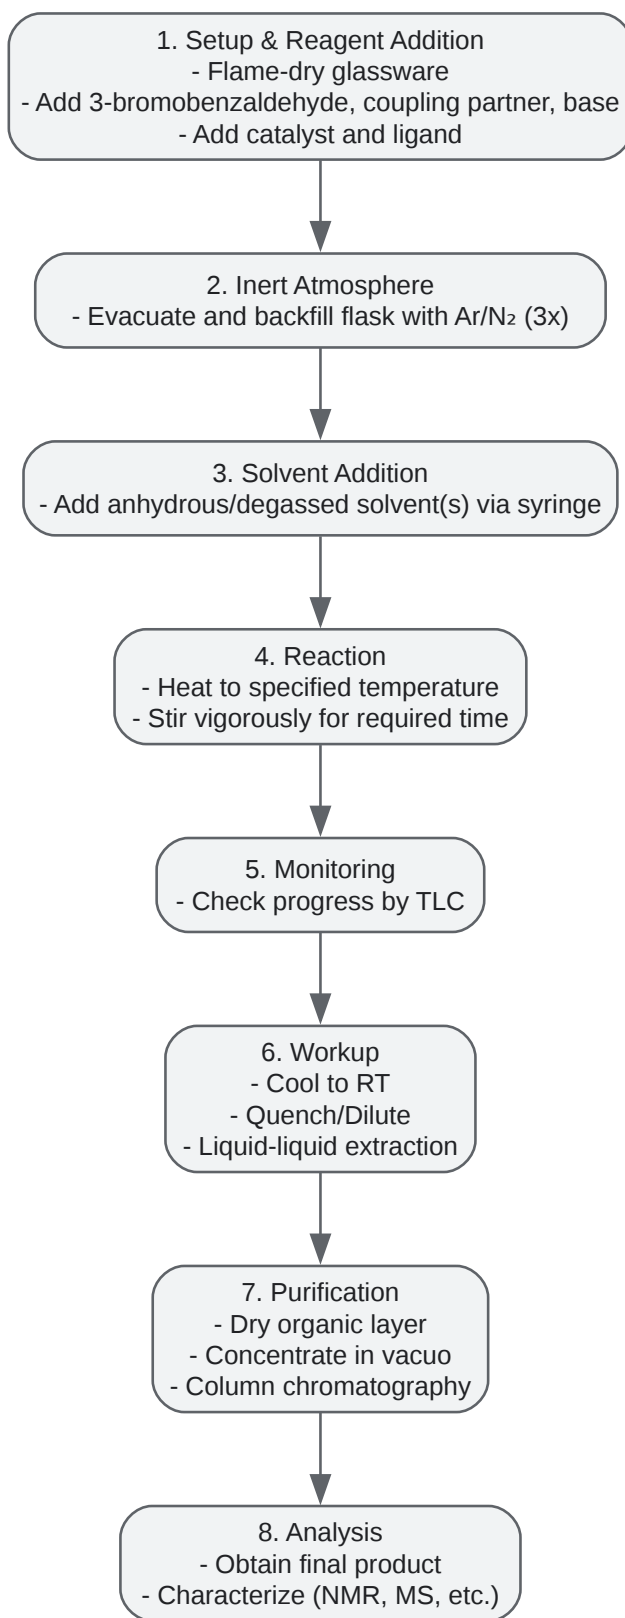 1. Setup & Reagent Addition
- Flame-dry glassware
- Add 3-bromobenzaldehyde, coupling partner, base
- Add catalyst and ligand
2. Inert Atmosphere
- Evacuate and backfill flask with Ar/N₂ (3x)
3. Solvent Addition
- Add anhydrous/degassed solvent(s) via syringe
4. Reaction
- Heat to specified temperature
- Stir vigorously for required time
5. Monitoring
- Check progress by TLC
6. Workup
- Cool to RT
- Quench/Dilute
- Liquid-liquid extraction
7. Purification
- Dry organic layer
- Concentrate in vacuo
- Column chromatography
8. Analysis
- Obtain final product
- Characterize (NMR, MS, etc.)